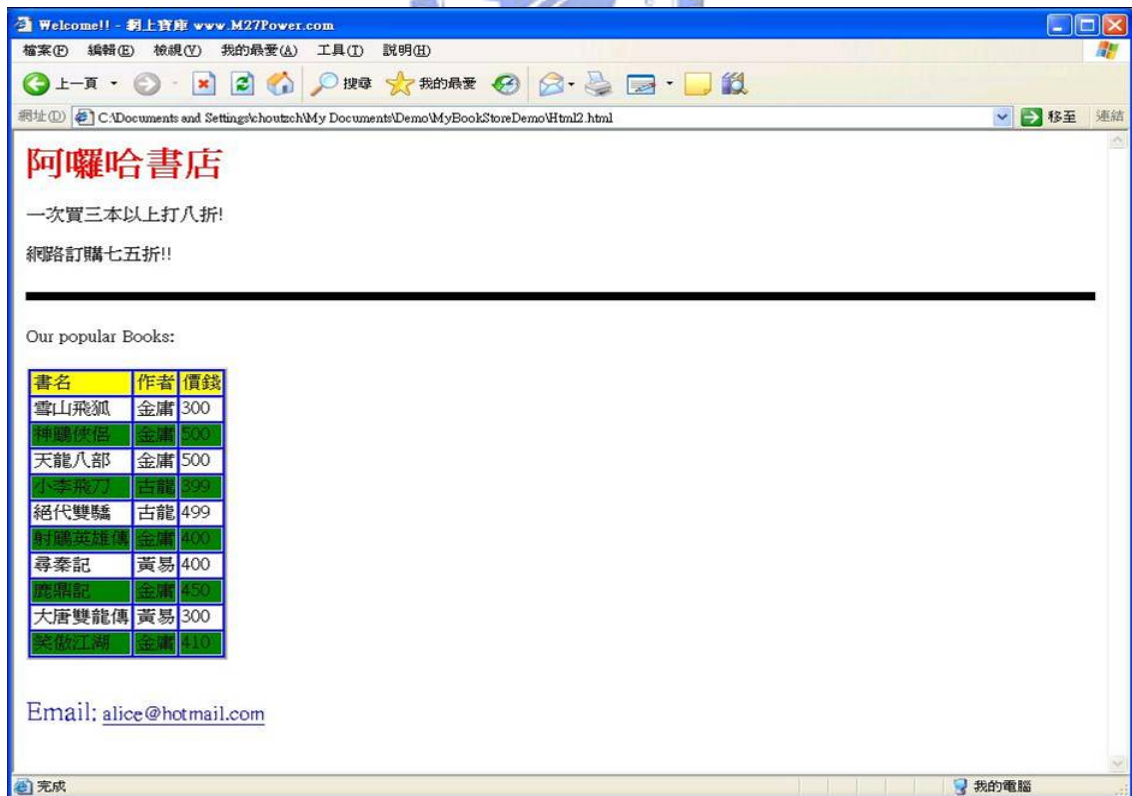 Welcome!! - 網上寶庫 www.M27Power.com
檔案(F) 編輯(E) 檢視(V) 我的最愛(A) 工具(T) 說明(H)
上一頁 搜尋 我的最愛
網址(D) C:\Documents and Settings\choutzch\My Documents\Demo\MyBookStoreDemo\Html2.html 移至 連結
阿囉哈書店
一次買三本以上打八折!
網路訂購七五折!!
Our popular Books:
書名 作者 價錢
雪山飛狐 金庸 300
神鵰俠侶 金庸 500
天龍八部 金庸 500
小李飛刀 古龍 399
絕代雙驕 古龍 499
射鵰英雄傳 金庸 400
尋秦記 黃易 400
鹿鼎記 金庸 450
大唐雙龍傳 黃易 300
笑傲江湖 金庸 410
Email: alice@hotmail.com
完成 我的電腦